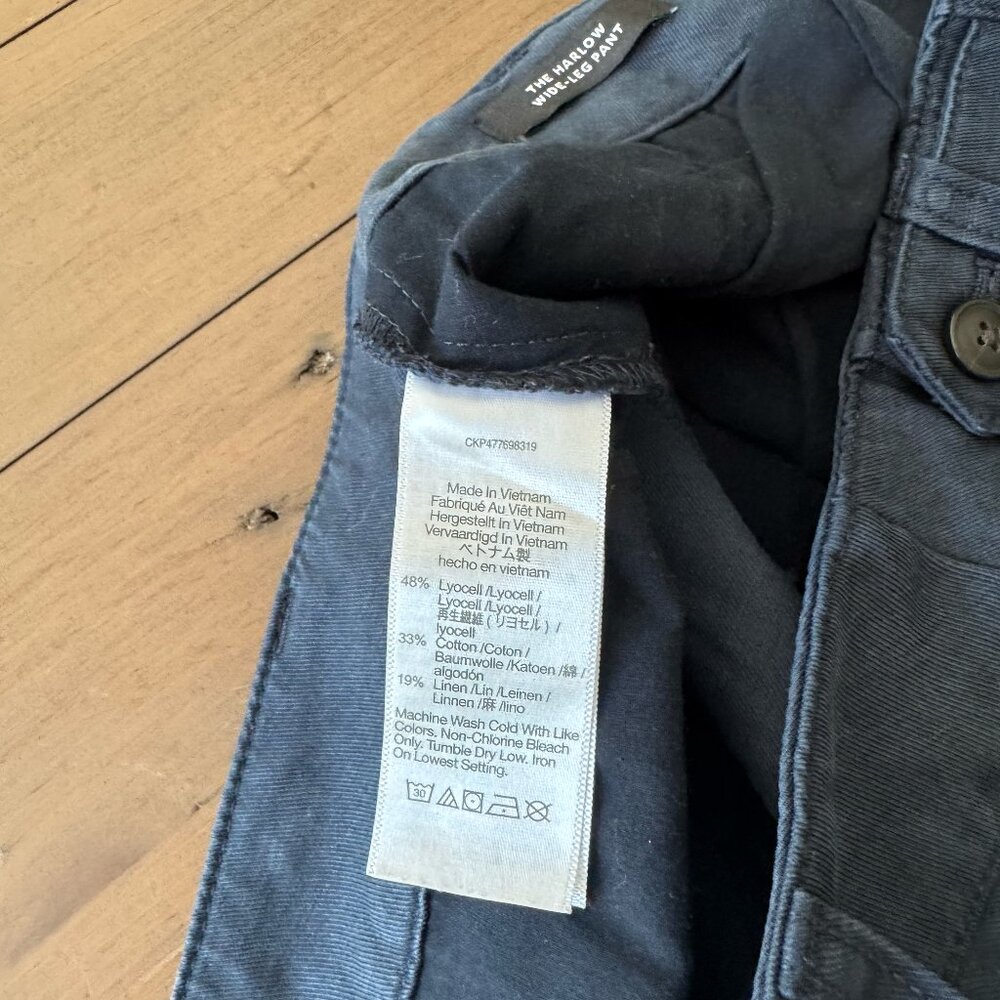 THE HARLOW
WIDE-LEG PANT
CKP477698319
Made In Vietnam
Fabriqué Au Viêt Nam
Hergestellt In Vietnam
Vervaardigd In Vietnam
ベトナム製
hecho en vietnam
48% Lyocell /Lyocell /
Lyocell /Lyocell /
再生繊維 (リヨセル) /
lyocell
33% Cotton /Coton /
Baumwolle /Katoen /綿 /
algodón
19% Linen /Lin /Leinen /
Linnen /麻 /lino
Machine Wash Cold With Like
Colors. Non-Chlorine Bleach
Only. Tumble Dry Low. Iron
On Lowest Setting.
30